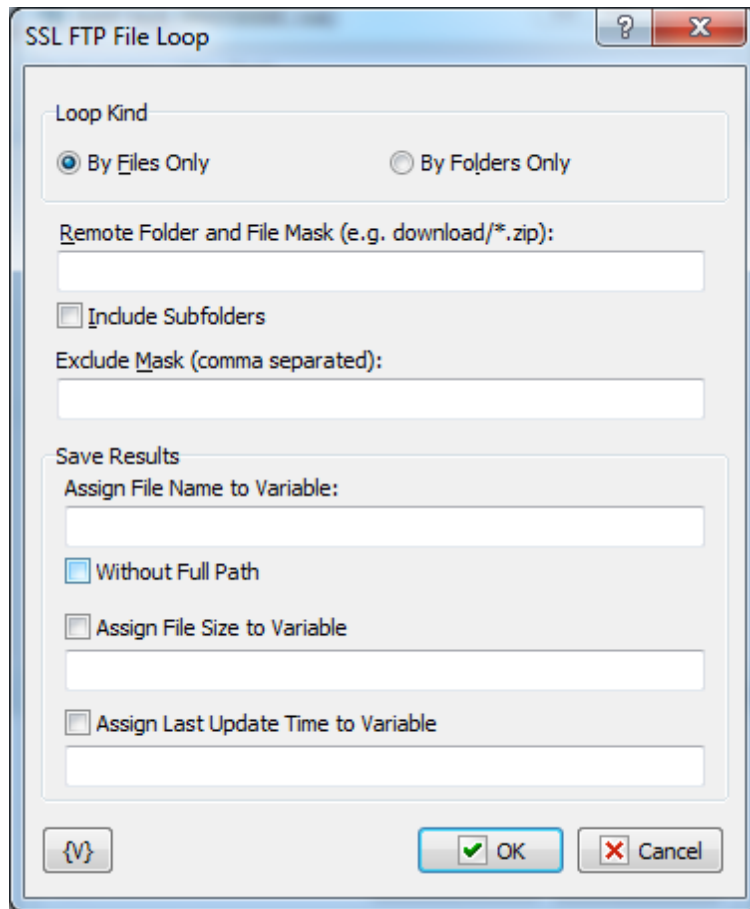 SSL FTP File Loop
?
Loop Kind
By Files Only By Folders Only
Remote Folder and File Mask (e.g. download/*.zip):
Include Subfolders
Exclude Mask (comma separated):
Save Results
Assign File Name to Variable:
Without Full Path
Assign File Size to Variable
Assign Last Update Time to Variable
{V} OK Cancel